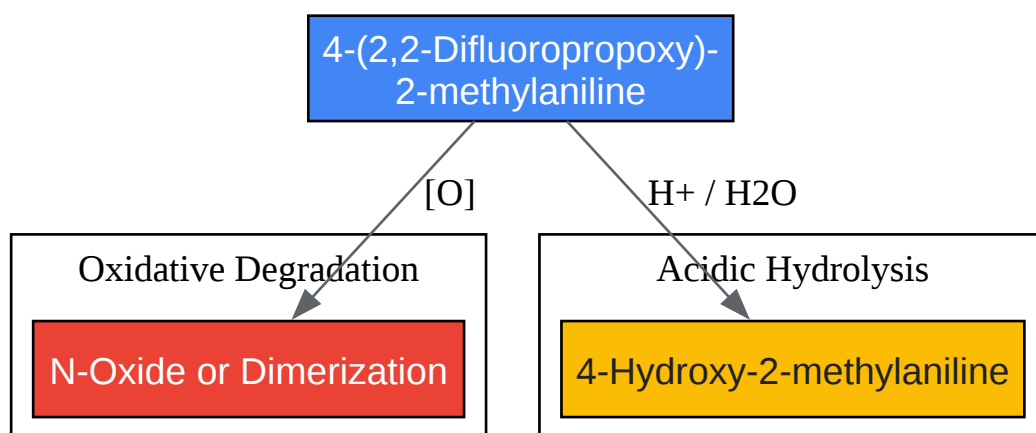 4-(2,2-Difluoropropoxy)-
2-methylaniline
[O]
H+ / H2O
Oxidative Degradation
Acidic Hydrolysis
N-Oxide or Dimerization
4-Hydroxy-2-methylaniline